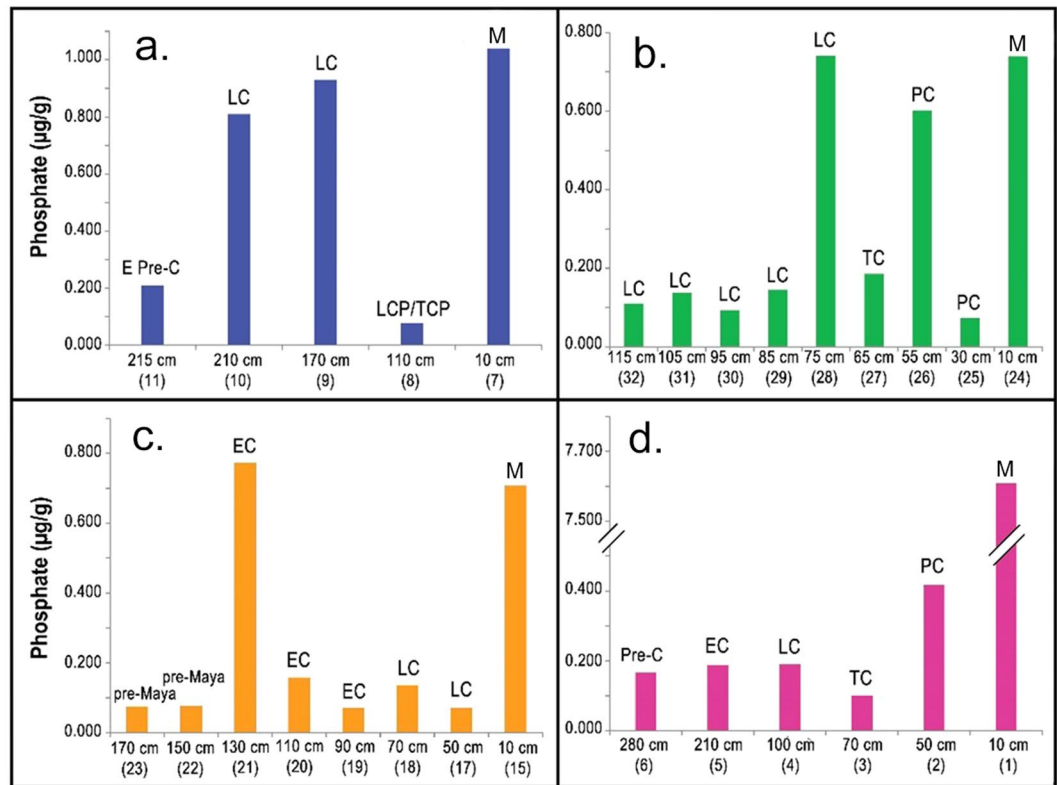 a.
Phosphate (µg/g)
1.000
0.800
0.600
0.400
0.200
0.000
E Pre-C
LC
LC
LCP/TCP
M
215 cm 210 cm 170 cm 110 cm 10 cm
(11) (10) (9) (8) (7)
b.
0.800
0.600
0.400
0.200
0.000
LC
LC
LC
LC
LC
TC
PC
PC
M
115 cm 105 cm 95 cm 85 cm 75 cm 65 cm 55 cm 30 cm 10 cm
(32) (31) (30) (29) (28) (27) (26) (25) (24)
c.
Phosphate (µg/g)
0.800
0.800
0.400
0.200
0.000
pre-Maya
pre-Maya
EC
EC
EC
LC
LC
M
170 cm 150 cm 130 cm 110 cm 90 cm 70 cm 50 cm 10 cm
(23) (22) (21) (20) (19) (18) (17) (15)
d.
7.700
7.500
0.400
0.200
0.000
Pre-C
EC
LC
TC
PC
M
280 cm 210 cm 100 cm 70 cm 50 cm 10 cm
(6) (5) (4) (3) (2) (1)